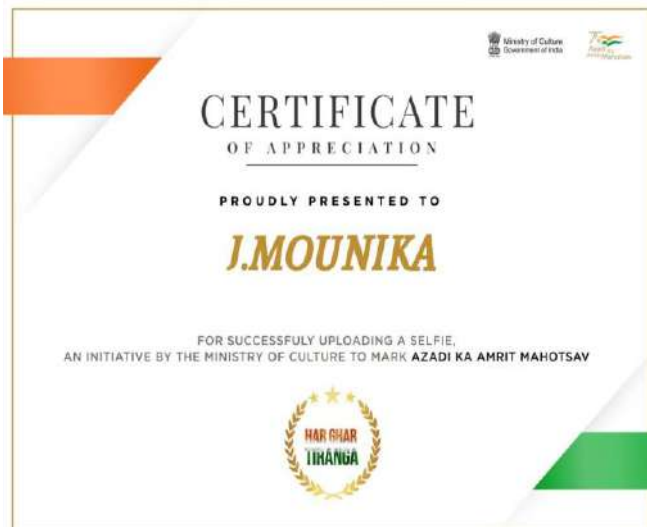 Ministry of Culture
Government of India
CERTIFICATE
OF APPRECIATION
PROUDLY PRESENTED TO
J.MOUNIKA
FOR SUCCESSFULY UPLOADING A SELFIE,
AN INITIATIVE BY THE MINISTRY OF CULTURE TO MARK AZADI KA AMRIT MAHOTSAV
HAR GHAR
TIRANGA